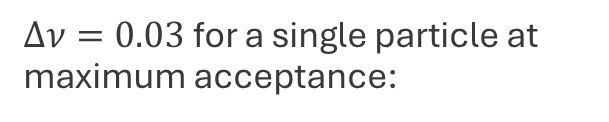 Δν = 0.03 for a single particle at
maximum acceptance: